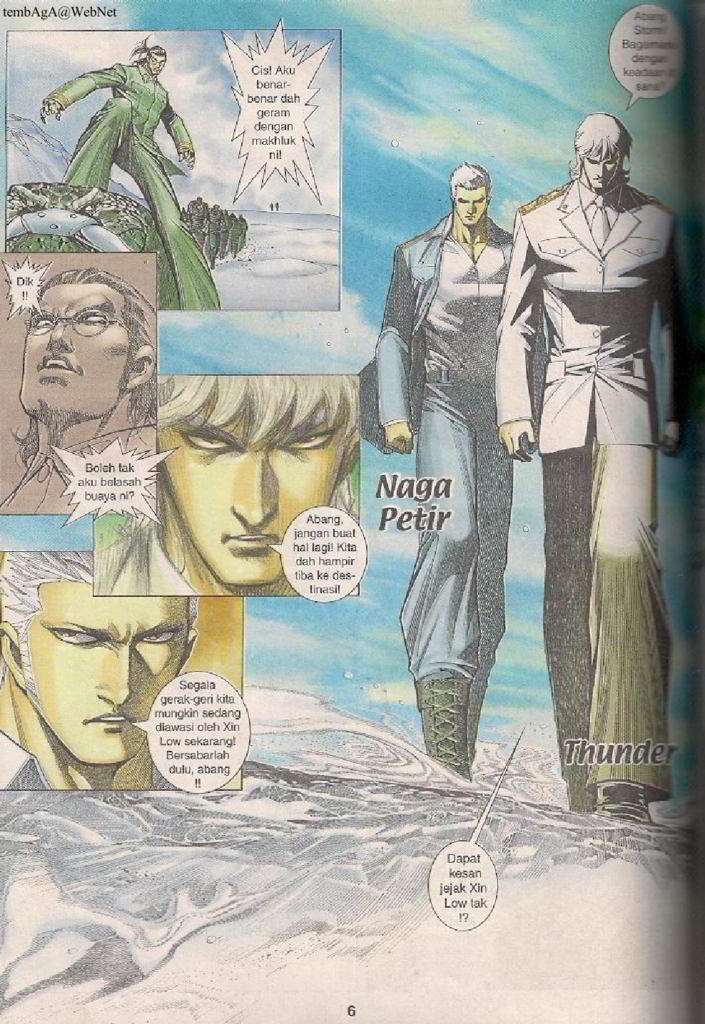 tembAgA@WebNet
Cis! Aku
benar-
benar dah
geram
dengan
makhluk
ni!
Dik
!!
Boleh tak
aku belasah
buaya ni?
Abang,
jangan buat
hal lagi! Kita
dah hampir
tiba ke des-
tinasi!
Segala
gerak-geri kita
mungkin sedang
diawasi oleh Xin
Low sekarang!
Bersabarlah
dulu, abang
!!
Abang
Storm!
Bagaimana
dengan
keadaan di
sana?
Naga
Petir
Thunder
Dapat
kesan
jejak Xin
Low tak
!?
6